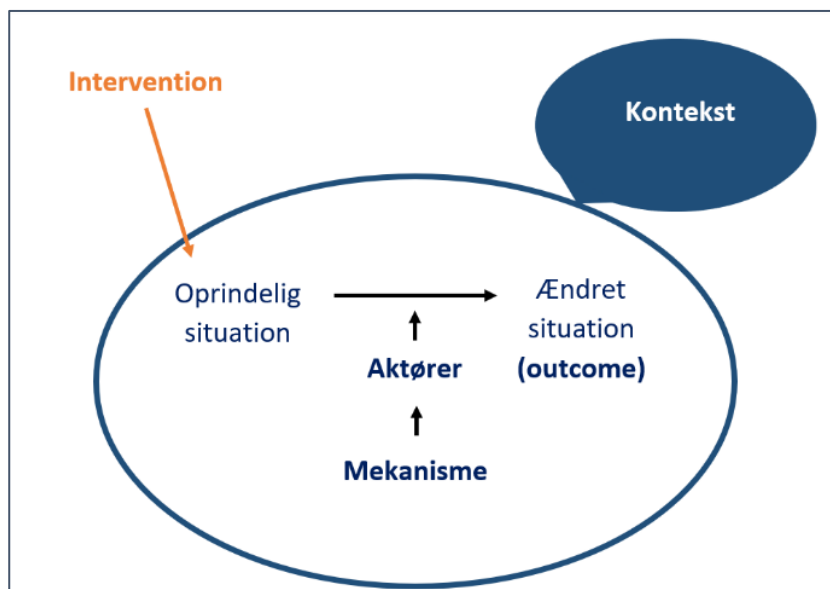 Intervention
Kontekst
Oprindelig
situation
Ændret
situation
(outcome)
Aktører
Mekanisme